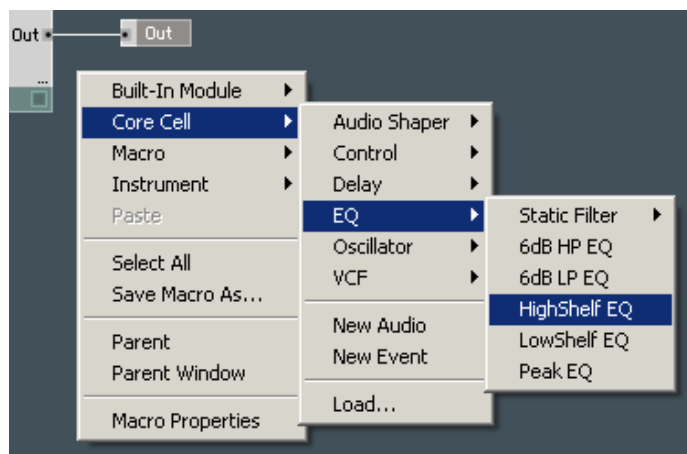 Out
Out
...
Built-In Module
Core Cell
Macro
Instrument
Paste
Select All
Save Macro As...
Parent
Parent Window
Macro Properties
Audio Shaper
Control
Delay
EQ
Oscillator
VCF
New Audio
New Event
Load...
Static Filter
6dB HP EQ
6dB LP EQ
HighShelf EQ
LowShelf EQ
Peak EQ